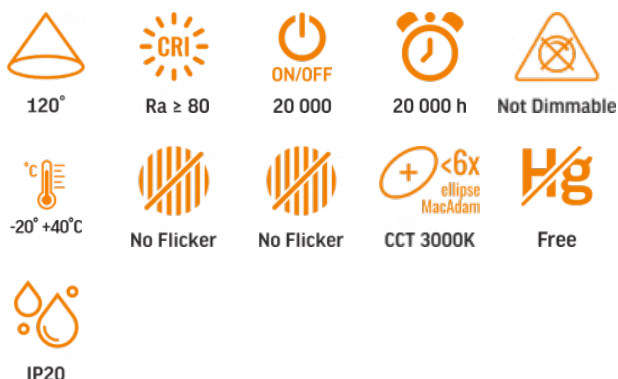 120°
CRI
Ra ≥ 80
ON/OFF
20 000
20 000 h
Not Dimmable
°C
-20° +40°C
No Flicker
No Flicker
<6x
ellipse
MacAdam
CCT 3000K
Hg
Free
IP20